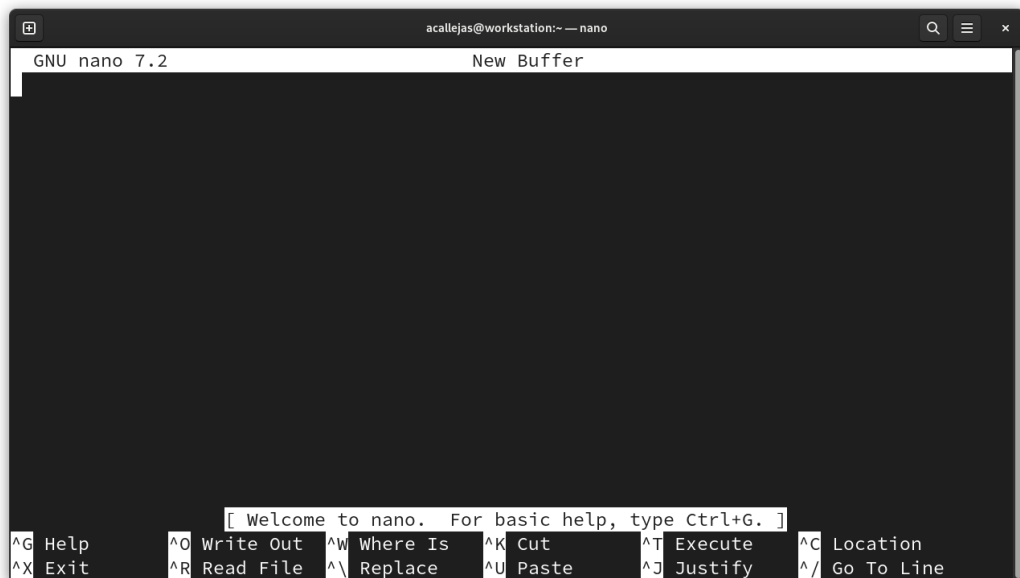 acallejas@workstation:~ — nano
GNU nano 7.2 New Buffer
[ Welcome to nano.  For basic help, type Ctrl+G. ]
^G Help ^O Write Out ^W Where Is ^K Cut ^T Execute ^C Location
^X Exit ^R Read File ^\ Replace ^U Paste ^J Justify ^/ Go To Line